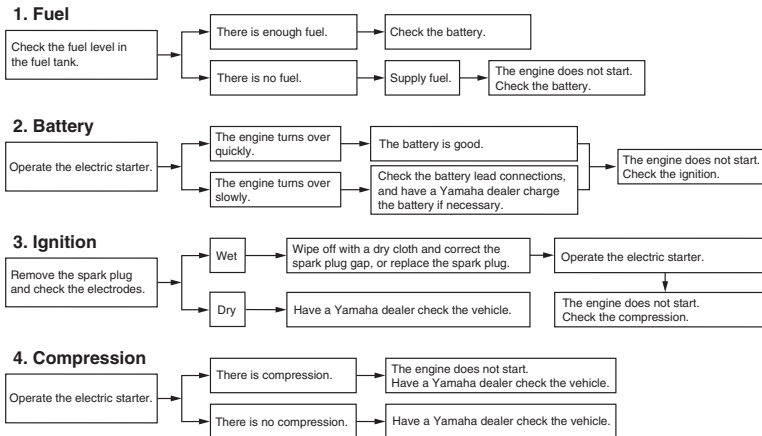 1. Fuel
Check the fuel level in
the fuel tank.
There is enough fuel.
Check the battery.
There is no fuel.
Supply fuel.
The engine does not start.
Check the battery.
2. Battery
Operate the electric starter.
The engine turns over
quickly.
The battery is good.
The engine turns over
slowly.
Check the battery lead connections,
and have a Yamaha dealer charge
the battery if necessary.
The engine does not start.
Check the ignition.
3. Ignition
Remove the spark plug
and check the electrodes.
Wet
Wipe off with a dry cloth and correct the
spark plug gap, or replace the spark plug.
Operate the electric starter.
Dry
Have a Yamaha dealer check the vehicle.
The engine does not start.
Check the compression.
4. Compression
Operate the electric starter.
There is compression.
The engine does not start.
Have a Yamaha dealer check the vehicle.
There is no compression.
Have a Yamaha dealer check the vehicle.